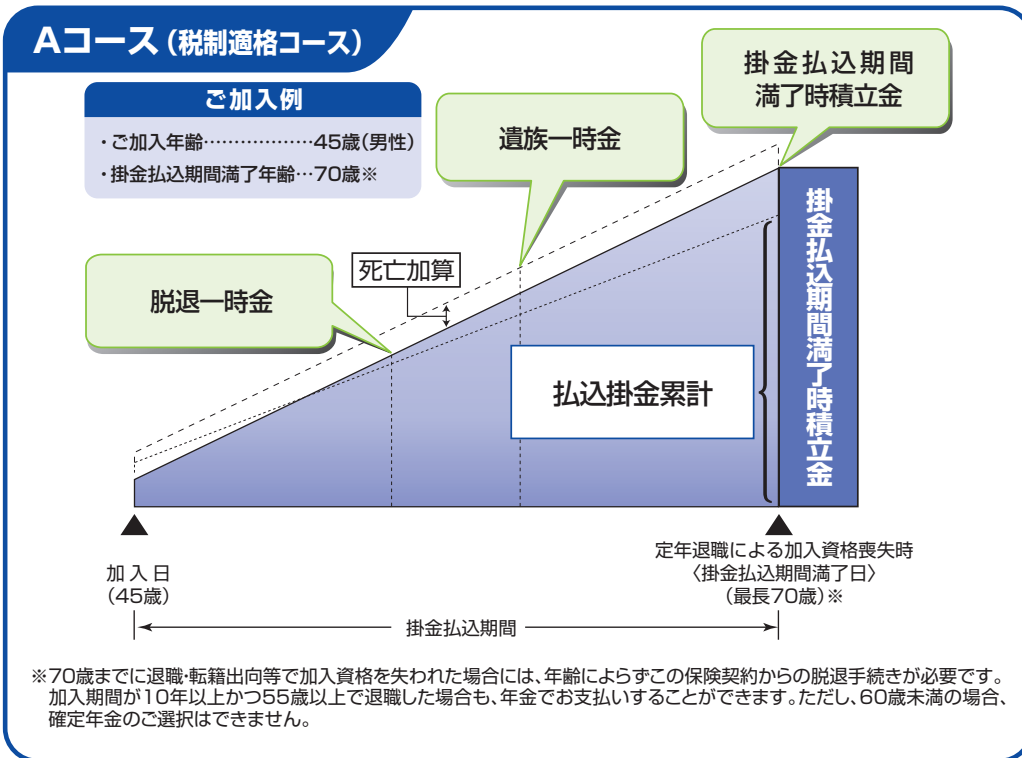 Aコース（税制適格コース）
ご加入例
・ご加入年齢………………45歳（男性）
・掛金払込期間満了年齢…70歳※
掛金払込期間
満了時積立金
遺族一時金
死亡加算
脱退一時金
払込掛金累計
掛金払込期間満了時積立金
加入日
（45歳）
定年退職による加入資格喪失時
〈掛金払込期間満了日〉
（最長70歳）※
掛金払込期間
※70歳までに退職・転籍出向等で加入資格を失われた場合には、年齢によらずこの保険契約からの脱退手続きが必要です。
加入期間が10年以上かつ55歳以上で退職した場合も、年金でお支払いすることができます。ただし、60歳未満の場合、
確定年金のご選択はできません。